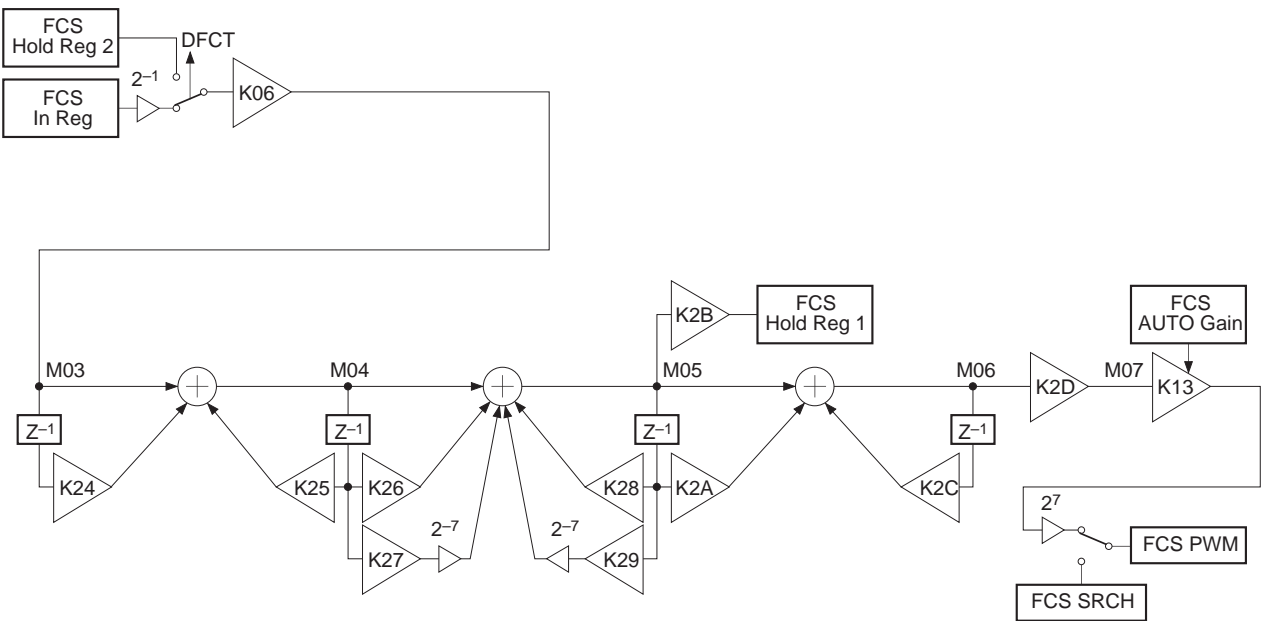 FCS
Hold Reg 2
DFCT
2–1
K06
FCS
In Reg
K2B
FCS
Hold Reg 1
FCS
AUTO Gain
M03
M04
M05
M06
K2D
M07
K13
Z–1
Z–1
Z–1
Z–1
K24
K25
K26
K28
K2A
K2C
K27
2–7
2–7
K29
27
FCS PWM
FCS SRCH